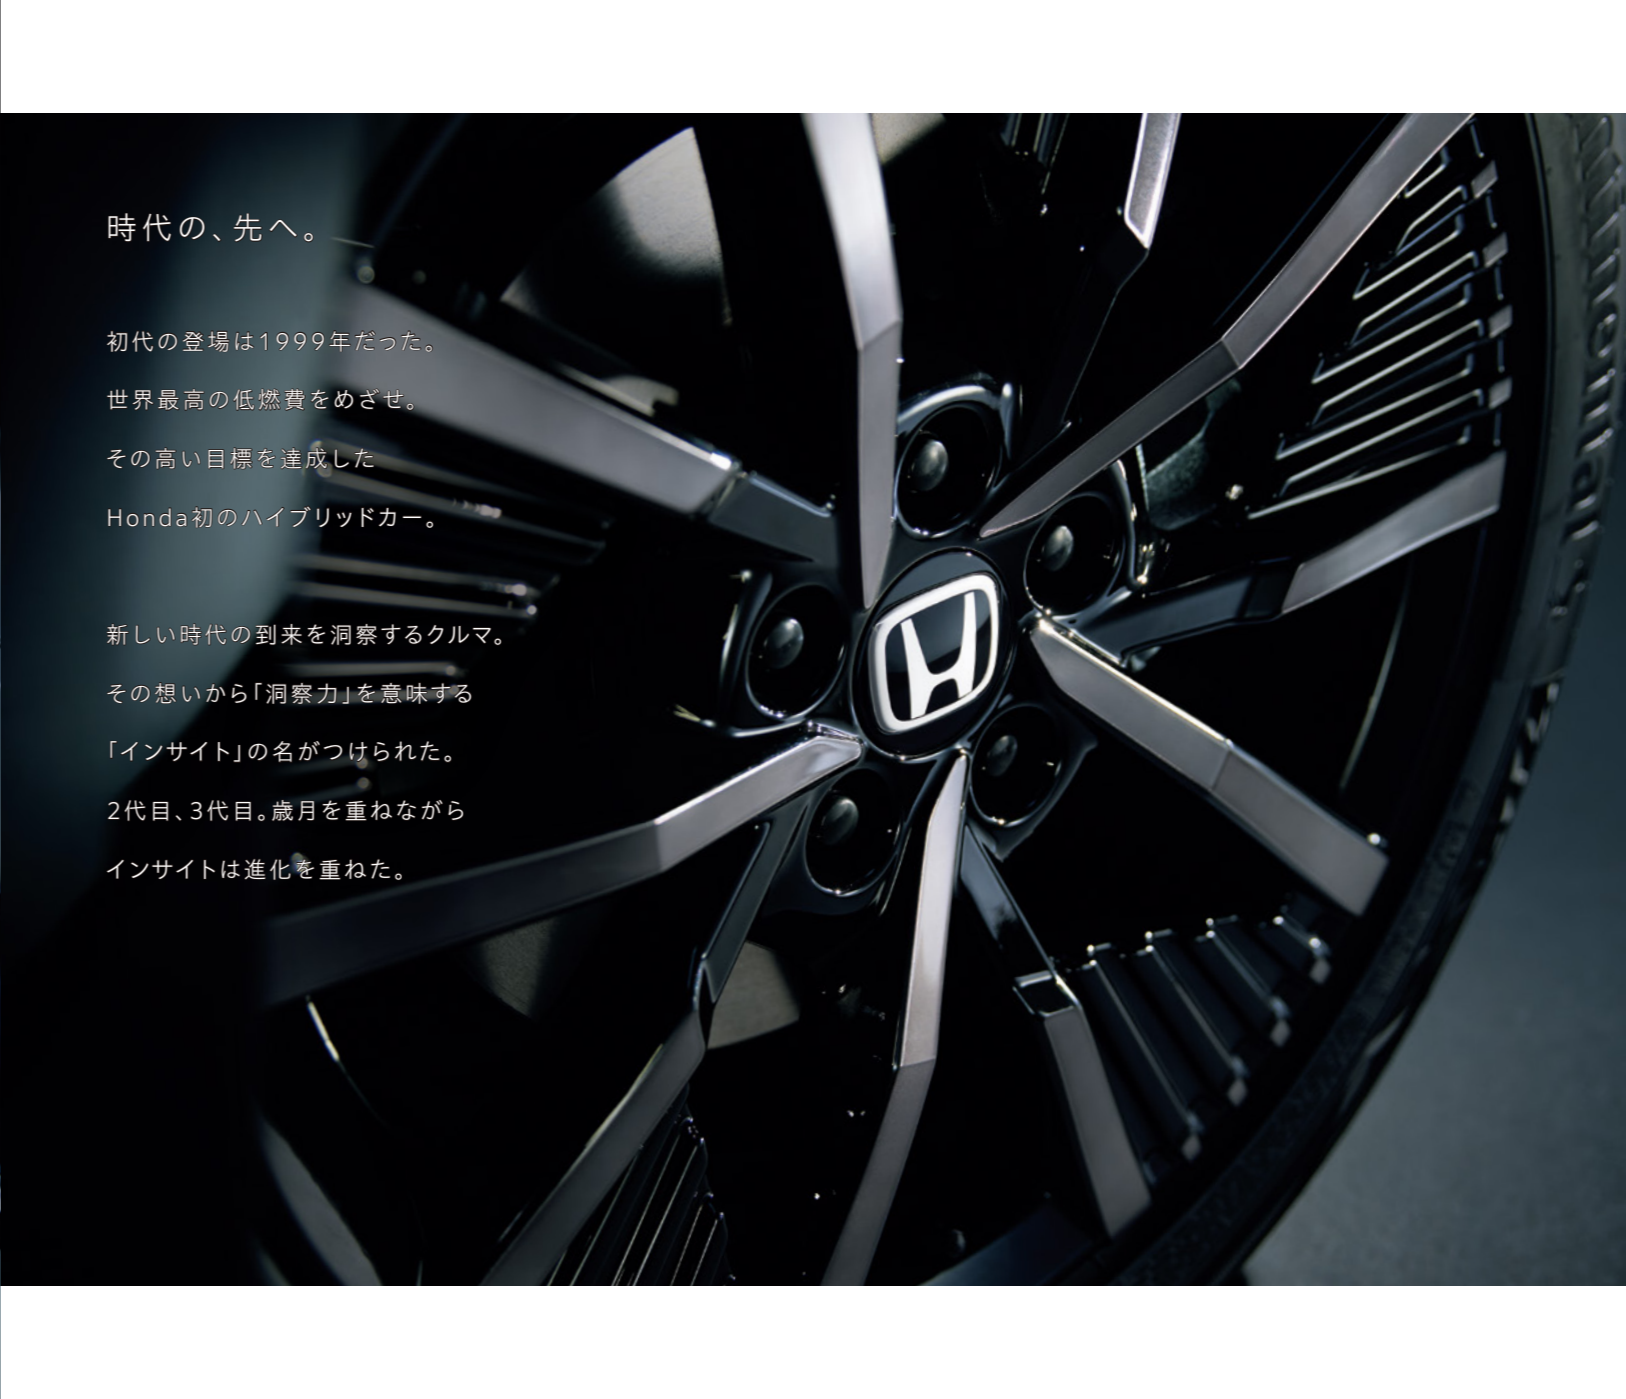 時代の、先へ。
初代の登場は1999年だった。
世界最高の低燃費をめざせ。
その高い目標を達成した
Honda初のハイブリッドカー。
新しい時代の到来を洞察するクルマ。
その想いから「洞察力」を意味する
「インサイト」の名がつけられた。
2代目、3代目。歳月を重ねながら
インサイトは進化を重ねた。